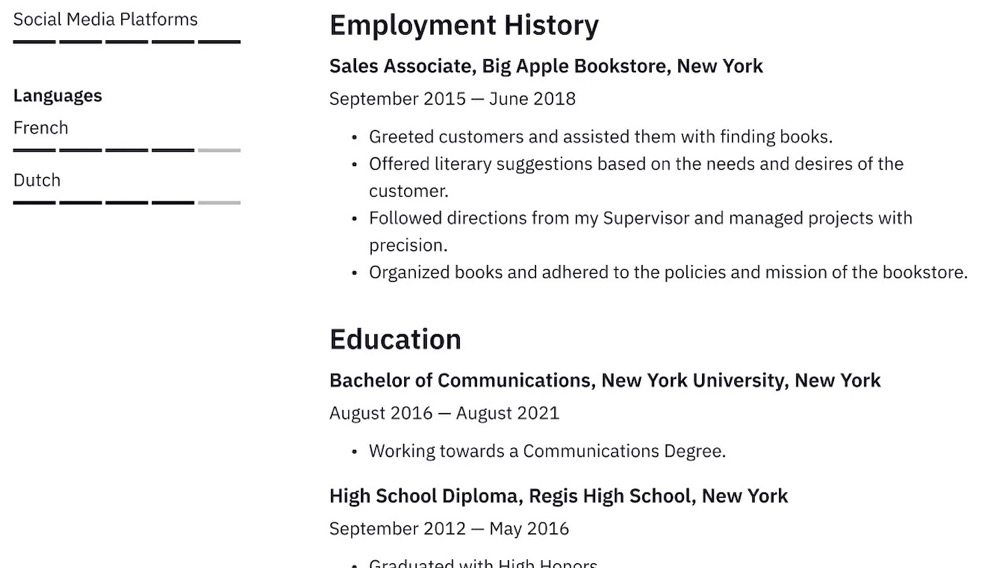 Social Media Platforms
Languages
French
Dutch
Employment History
Sales Associate, Big Apple Bookstore, New York
September 2015 — June 2018
• Greeted customers and assisted them with finding books.
• Offered literary suggestions based on the needs and desires of the
customer.
• Followed directions from my Supervisor and managed projects with
precision.
• Organized books and adhered to the policies and mission of the bookstore.
Education
Bachelor of Communications, New York University, New York
August 2016 — August 2021
• Working towards a Communications Degree.
High School Diploma, Regis High School, New York
September 2012 — May 2016
• Graduated with High Honors.